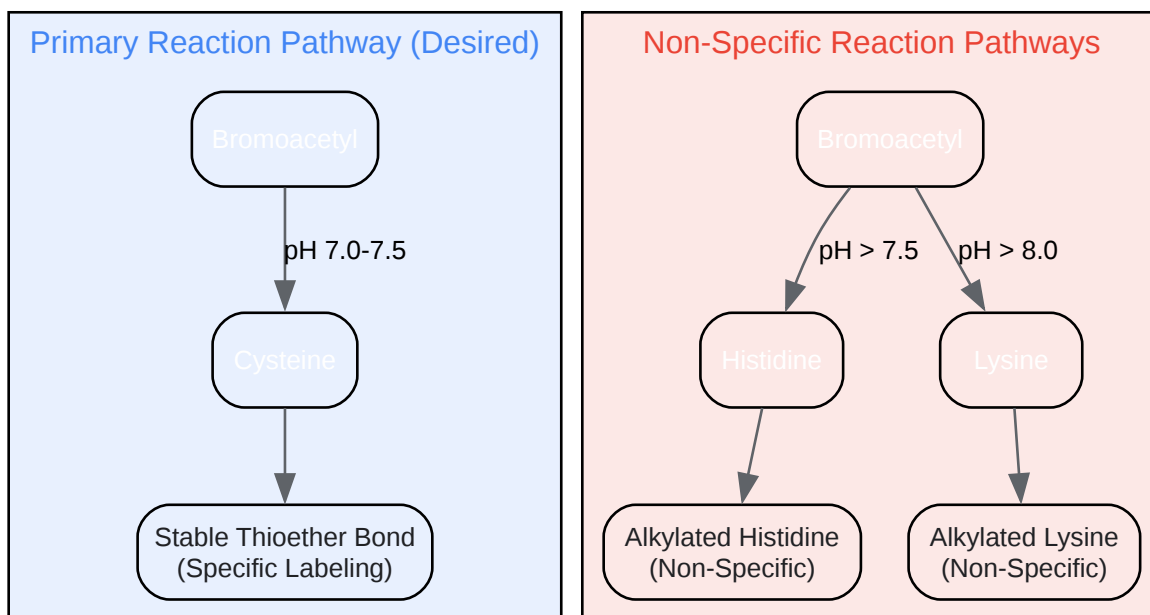 Primary Reaction Pathway (Desired)
Bromoacetyl
pH 7.0-7.5
Cysteine
Stable Thioether Bond
(Specific Labeling)
Non-Specific Reaction Pathways
Bromoacetyl
pH > 7.5
pH > 8.0
Histidine
Lysine
Alkylated Histidine
(Non-Specific)
Alkylated Lysine
(Non-Specific)